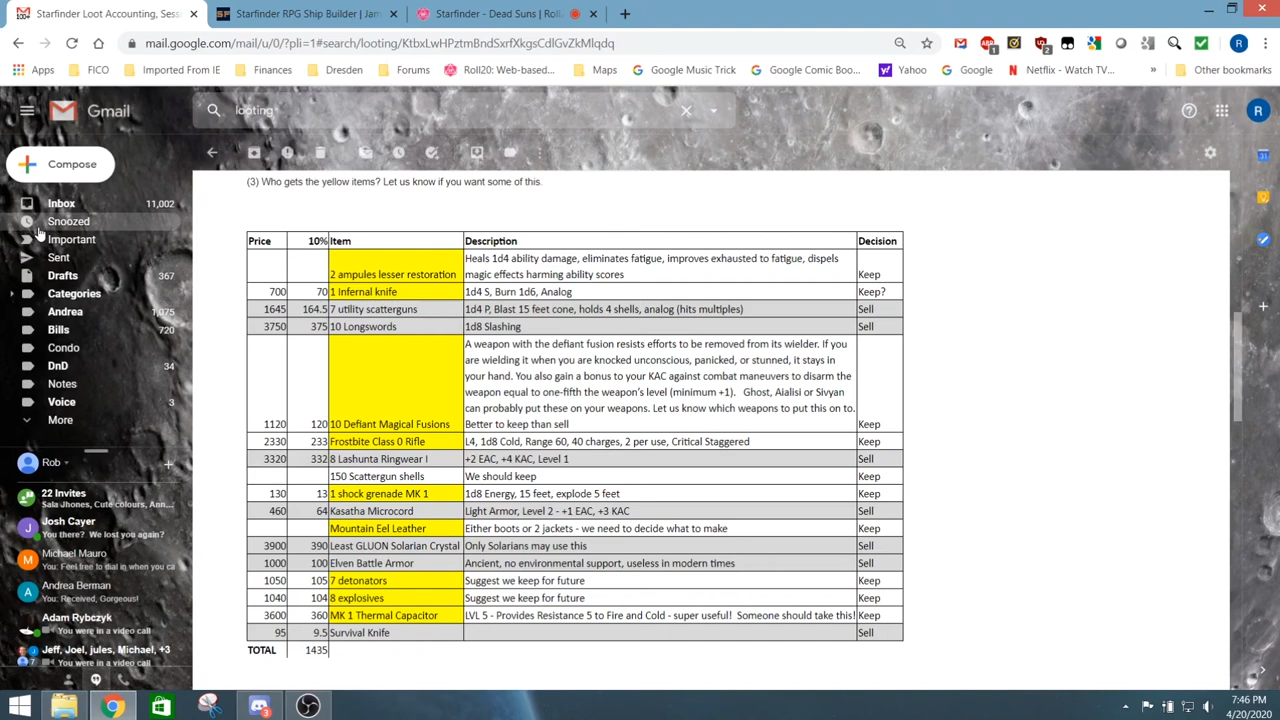 Starfinder Loot Accounting, Sess
Starfinder RPG Ship Builder | Jam
Starfinder - Dead Suns | Roll
mail.google.com/mail/u/0/?pli=1#search/looting/KtbxLwHPztmBndSxrfXkgsCdlGvZkMlqdq
Apps
FICO
Imported From IE
Finances
Dresden
Forums
Roll20: Web-based...
Maps
Google Music Trick
Google Comic Boo...
Yahoo
Google
Netflix - Watch TV...
Other bookmarks
Gmail
looting
R
Compose
Inbox 11,002
Snoozed
Important
Sent
Drafts 367
Categories
Andrea 1,075
Bills 720
Condo
DnD 34
Notes
Voice 3
More
Rob
22 Invites
Sala Jhones, Cute colours, Ann...
Josh Cayer
You there? We lost you again?
Michael Mauro
You: Feel free to dial in when you ca
Andrea Berman
You: Received, Gorgeous!
Adam Rybczyk
You were in a video call
Jeff, Joel, jules, Michael, +3
You were in a video call
(3) Who gets the yellow items? Let us know if you want some of this.
Price 10% Item Description Decision
2 ampules lesser restoration Heals 1d4 ability damage, eliminates fatigue, improves exhausted to fatigue, dispels
magic effects harming ability scores Keep
700 70 1 Infernal knife 1d4 S, Burn 1d6, Analog Keep?
1645 164.5 7 utility scatterguns 1d4 P, Blast 15 feet cone, holds 4 shells, analog (hits multiples) Sell
3750 375 10 Longswords 1d8 Slashing Sell
A weapon with the defiant fusion resists efforts to be removed from its wielder. If you
are wielding it when you are knocked unconscious, panicked, or stunned, it stays in
your hand. You also gain a bonus to your KAC against combat maneuvers to disarm the
weapon equal to one-fifth the weapon's level (minimum +1). Ghost, Aialisi or Sivyan
can probably put these on your weapons. Let us know which weapons to put this on to.
1120 120 10 Defiant Magical Fusions Better to keep than sell Keep
2330 233 Frostbite Class 0 Rifle L4, 1d8 Cold, Range 60, 40 charges, 2 per use, Critical Staggered Keep
3320 332 8 Lashunta Ringwear I +2 EAC, +4 KAC, Level 1 Sell
150 Scattergun shells We should keep Keep
130 13 1 shock grenade MK 1 1d8 Energy, 15 feet, explode 5 feet Keep
460 64 Kasatha Microcord Light Armor, Level 2 - +1 EAC, +3 KAC Sell
Mountain Eel Leather Either boots or 2 jackets - we need to decide what to make Keep
3900 390 Least GLUON Solarian Crystal Only Solarians may use this Sell
1000 100 Elven Battle Armor Ancient, no environmental support, useless in modern times Sell
1050 105 7 detonators Suggest we keep for future Keep
1040 104 8 explosives Suggest we keep for future Keep
3600 360 MK 1 Thermal Capacitor LVL 5 - Provides Resistance 5 to Fire and Cold - super useful! Someone should take this! Keep
95 9.5 Survival Knife Sell
TOTAL 1435
7:46 PM
4/20/2020